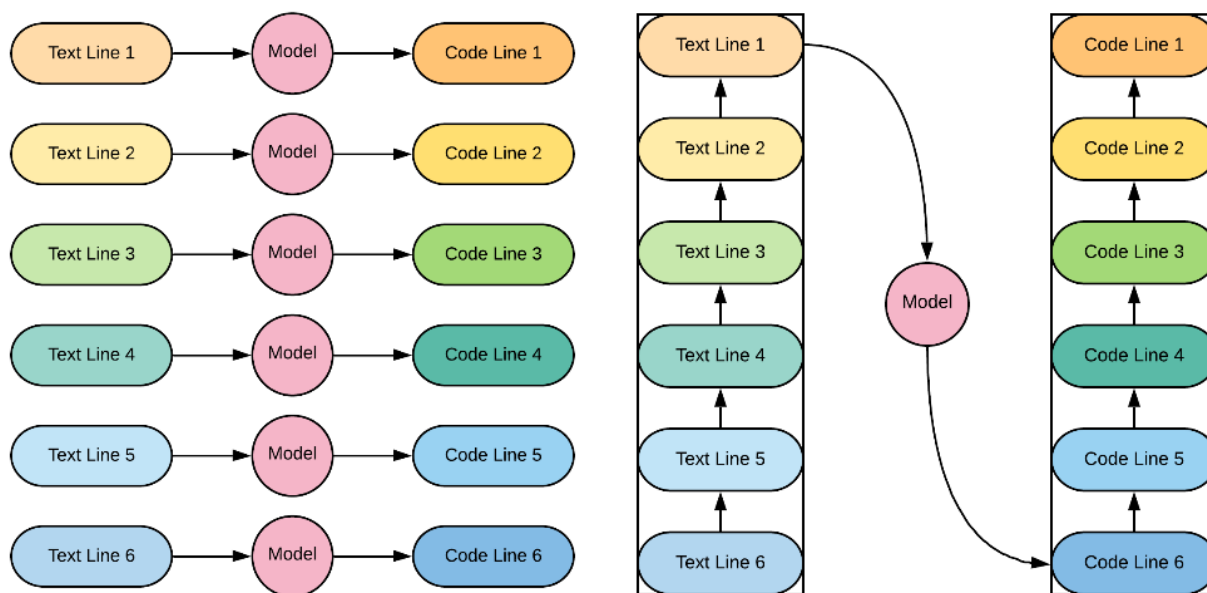 Text Line 1
Model
Code Line 1
Text Line 2
Model
Code Line 2
Text Line 3
Model
Code Line 3
Text Line 4
Model
Code Line 4
Text Line 5
Model
Code Line 5
Text Line 6
Model
Code Line 6
Text Line 1
Text Line 2
Text Line 3
Text Line 4
Text Line 5
Text Line 6
Model
Code Line 1
Code Line 2
Code Line 3
Code Line 4
Code Line 5
Code Line 6